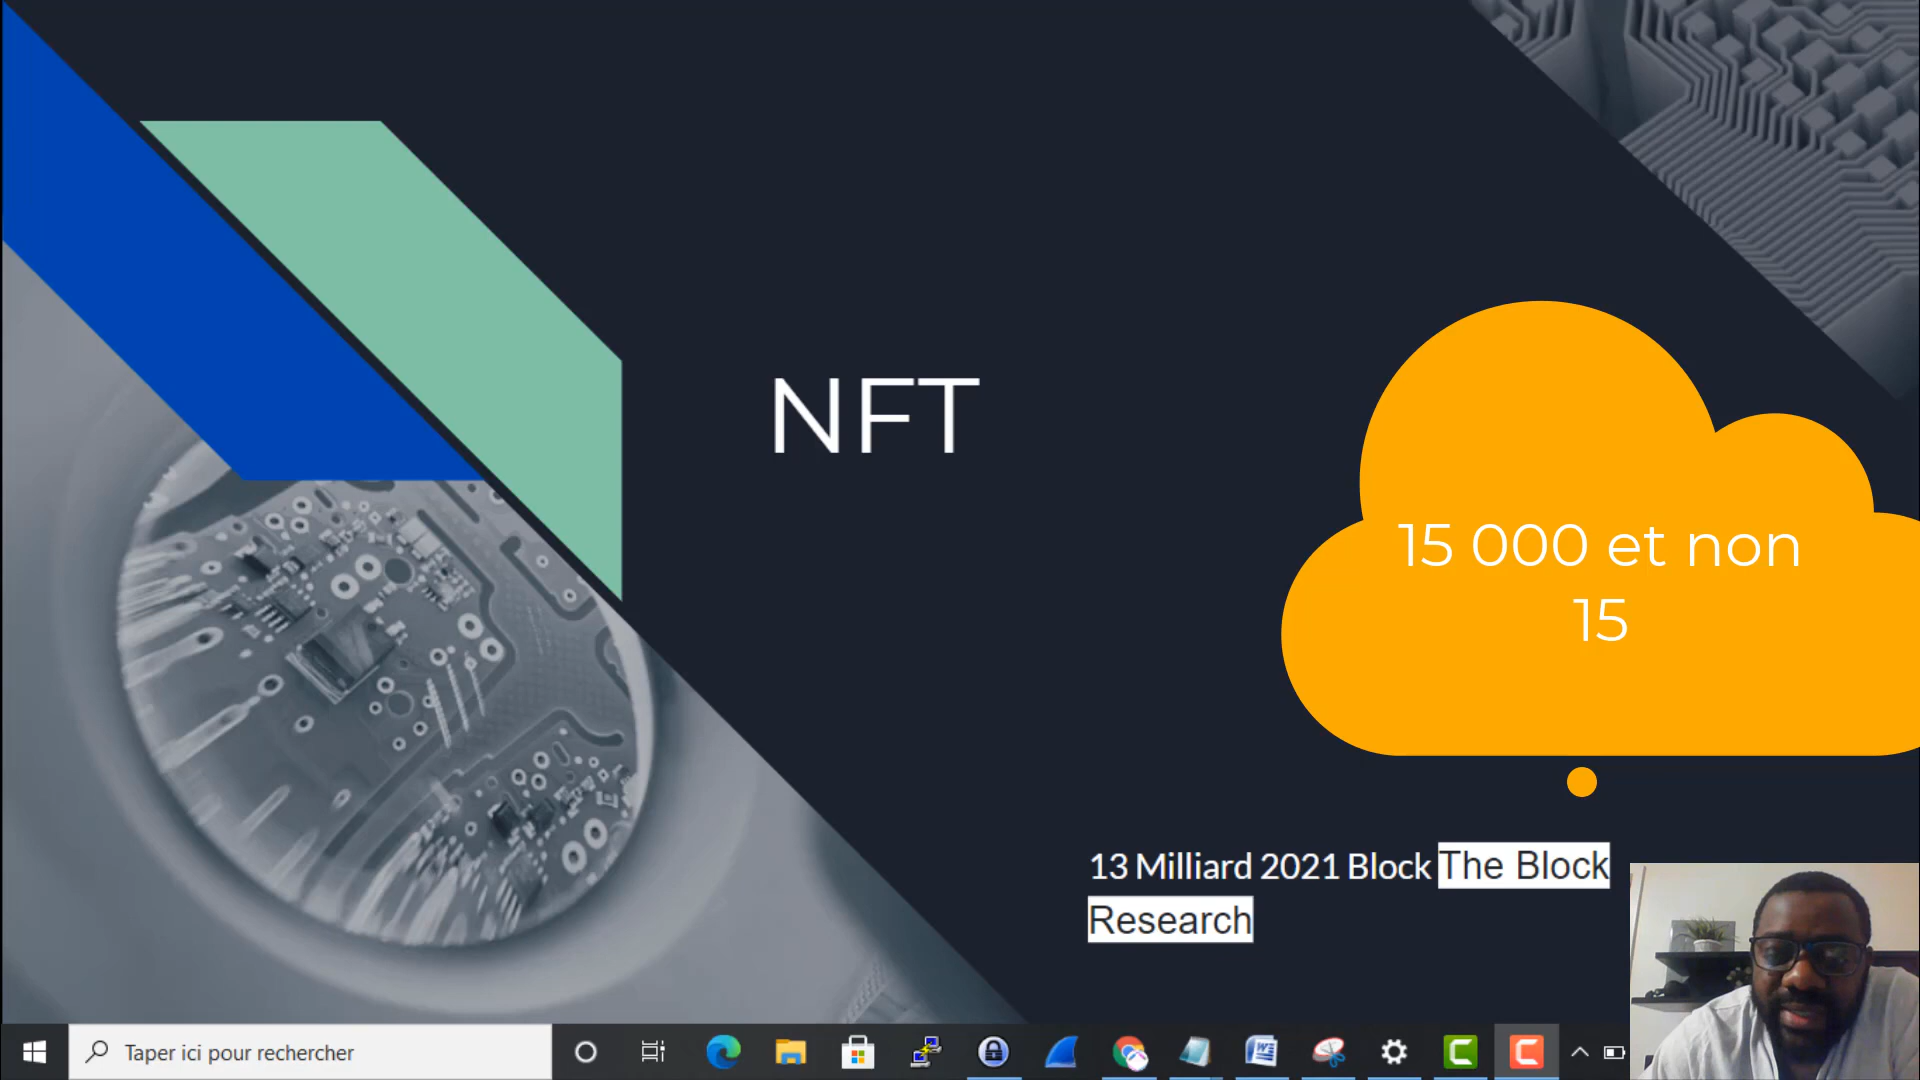 NFT
15 000 et non
15
13 Milliard 2021 Block The Block
Research
Taper ici pour rechercher